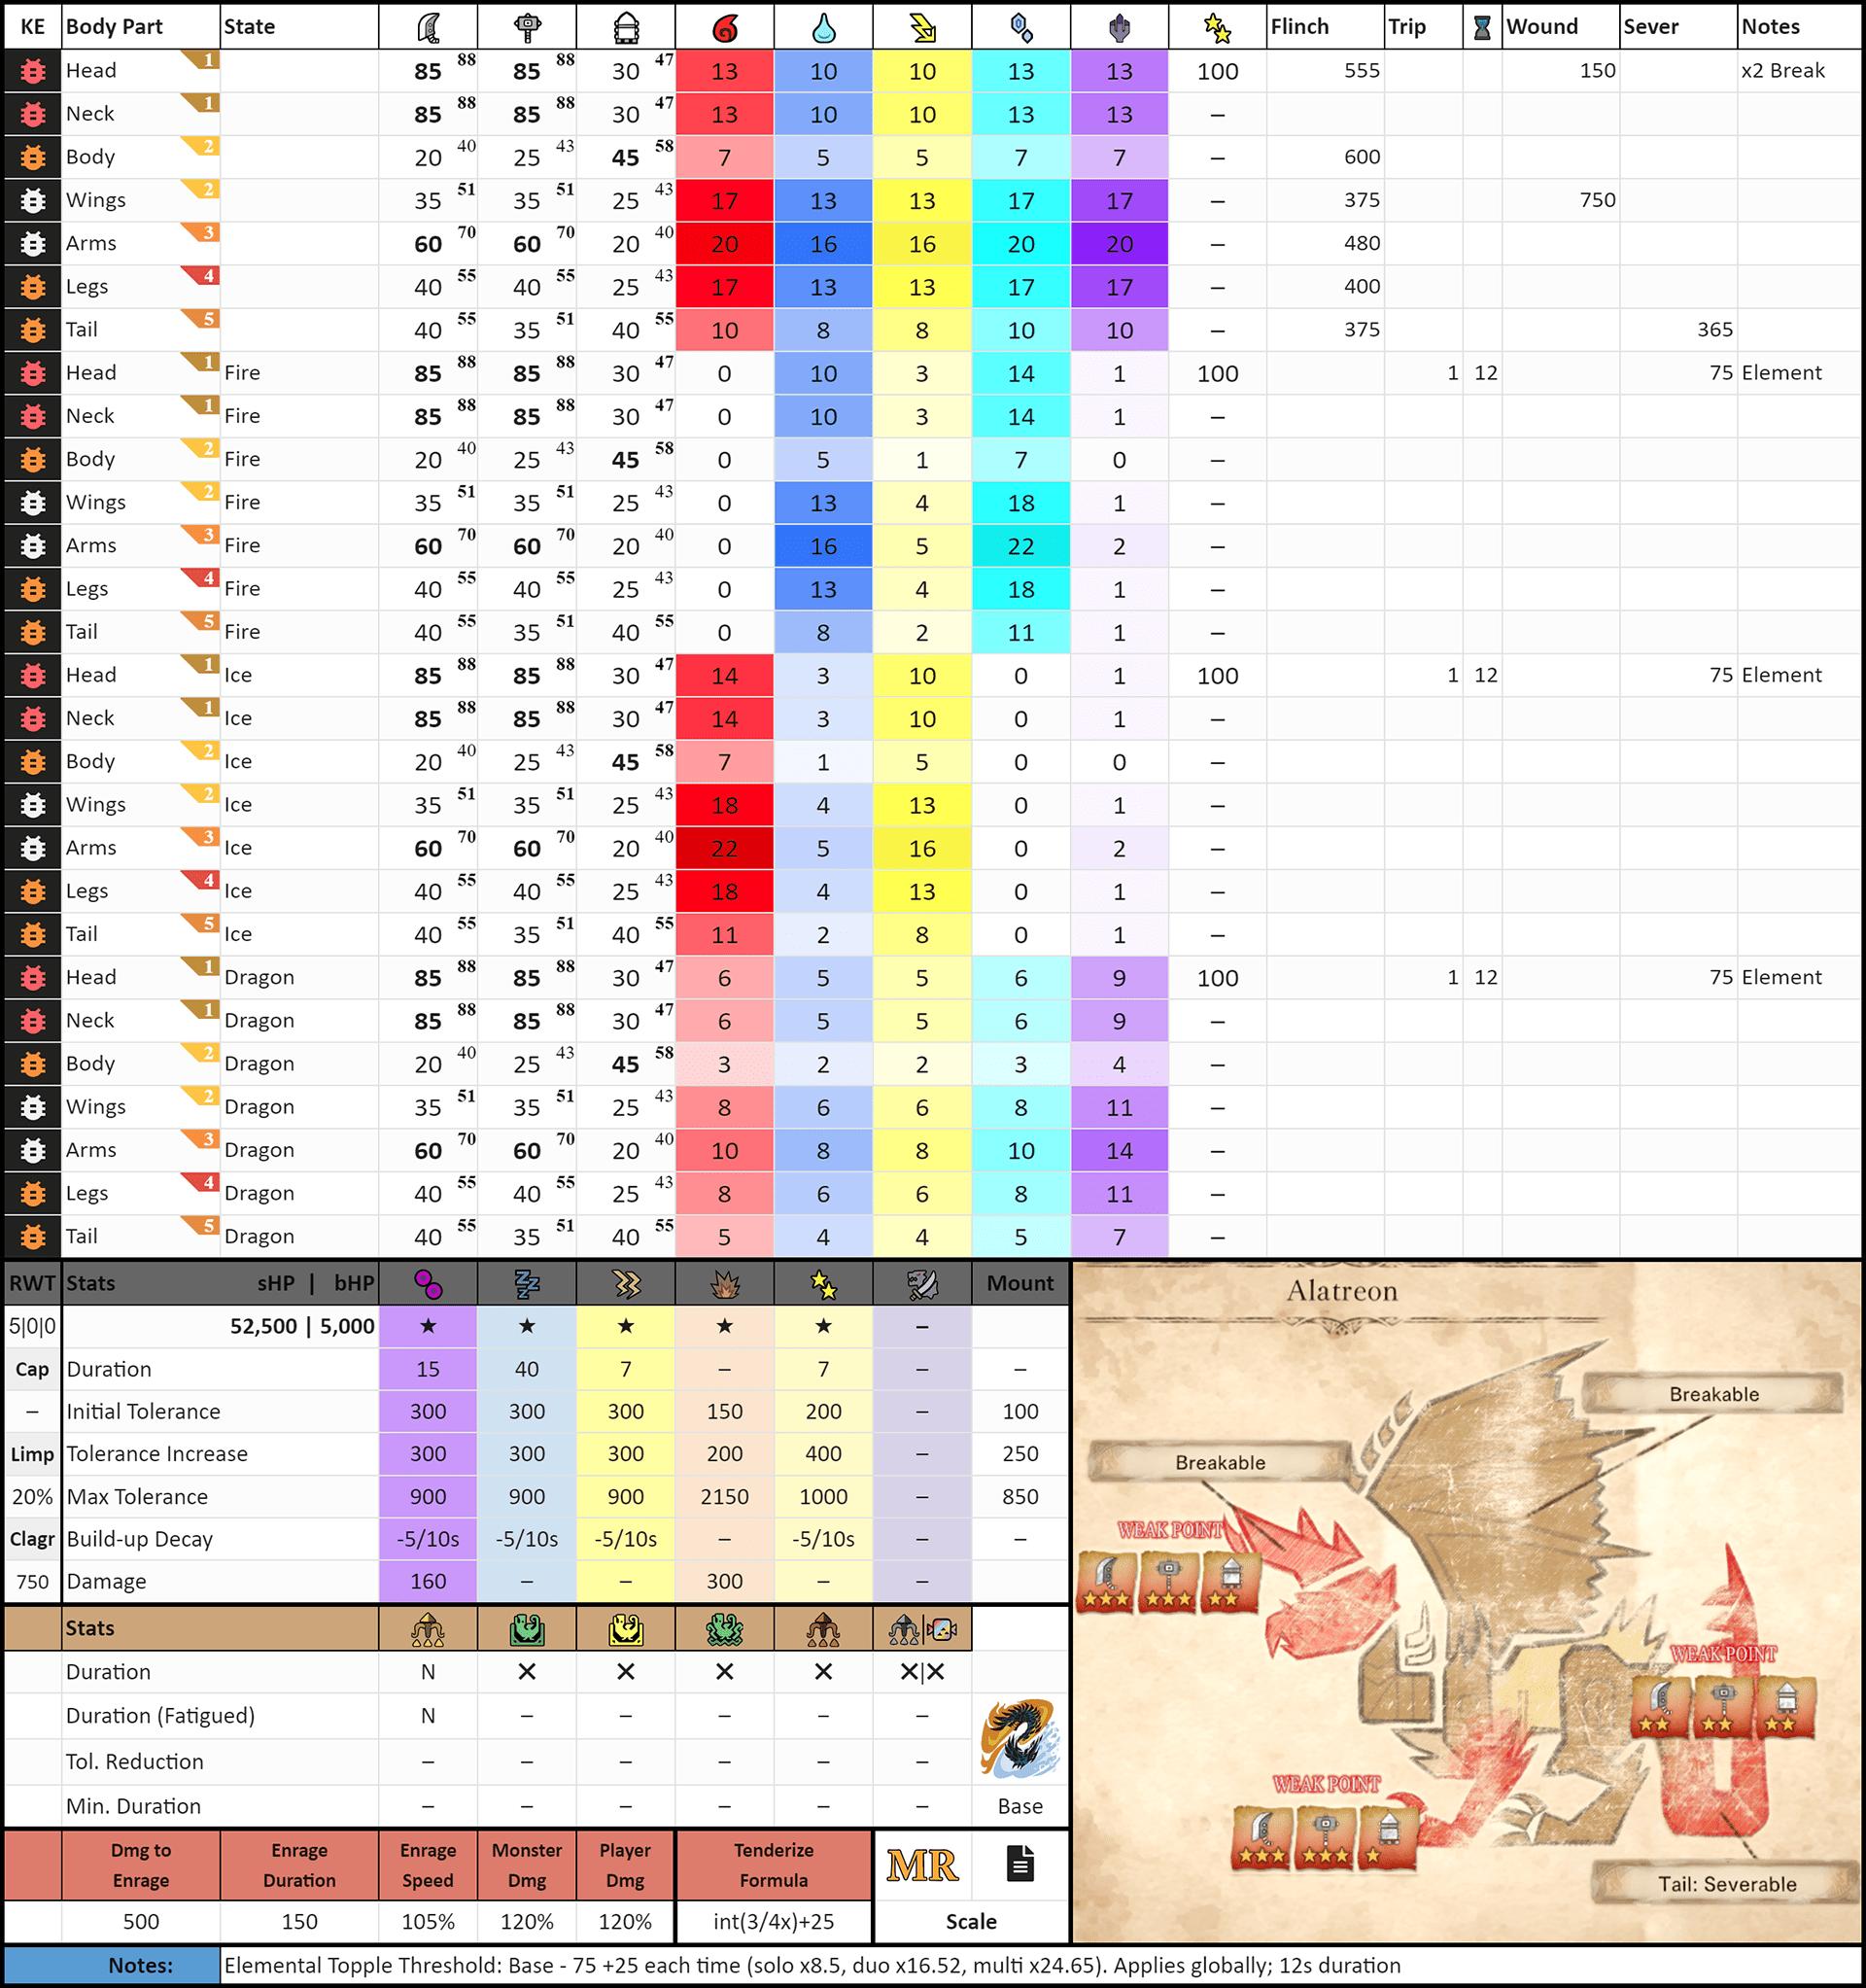 KE Body Part State Flinch Trip Wound Sever Notes
Head 1 85 88 85 88 30 47 13 10 10 13 13 100 555 150 x2 Break
Neck 1 85 88 85 88 30 47 13 10 10 13 13 –
Body 2 20 40 25 43 45 58 7 5 5 7 7 – 600
Wings 2 35 51 35 51 25 43 17 13 13 17 17 – 375 750
Arms 3 60 70 60 70 20 40 20 16 16 20 20 – 480
Legs 4 40 55 40 55 25 43 17 13 13 17 17 – 400
Tail 5 40 55 35 51 40 55 10 8 8 10 10 – 375 365
Head 1 Fire 85 88 85 88 30 47 0 10 3 14 1 100 1 12 75 Element
Neck 1 Fire 85 88 85 88 30 47 0 10 3 14 1 –
Body 2 Fire 20 40 25 43 45 58 0 5 1 7 0 –
Wings 2 Fire 35 51 35 51 25 43 0 13 4 18 1 –
Arms 3 Fire 60 70 60 70 20 40 0 16 5 22 2 –
Legs 4 Fire 40 55 40 55 25 43 0 13 4 18 1 –
Tail 5 Fire 40 55 35 51 40 55 0 8 2 11 1 –
Head 1 Ice 85 88 85 88 30 47 14 3 10 0 1 100 1 12 75 Element
Neck 1 Ice 85 88 85 88 30 47 14 3 10 0 1 –
Body 2 Ice 20 40 25 43 45 58 7 1 5 0 0 –
Wings 2 Ice 35 51 35 51 25 43 18 4 13 0 1 –
Arms 3 Ice 60 70 60 70 20 40 22 5 16 0 2 –
Legs 4 Ice 40 55 40 55 25 43 18 4 13 0 1 –
Tail 5 Ice 40 55 35 51 40 55 11 2 8 0 1 –
Head 1 Dragon 85 88 85 88 30 47 6 5 5 6 9 100 1 12 75 Element
Neck 1 Dragon 85 88 85 88 30 47 6 5 5 6 9 –
Body 2 Dragon 20 40 25 43 45 58 3 2 2 3 4 –
Wings 2 Dragon 35 51 35 51 25 43 8 6 6 8 11 –
Arms 3 Dragon 60 70 60 70 20 40 10 8 8 10 14 –
Legs 4 Dragon 40 55 40 55 25 43 8 6 6 8 11 –
Tail 5 Dragon 40 55 35 51 40 55 5 4 4 5 7 –
RWT Stats sHP | bHP Mount
5|0|0 52,500 | 5,000 ★ ★ ★ ★ ★ –
Cap Duration 15 40 7 – 7 – –
– Initial Tolerance 300 300 300 150 200 – 100
Limp Tolerance Increase 300 300 300 200 400 – 250
20% Max Tolerance 900 900 900 2150 1000 – 850
Clagr Build-up Decay -5/10s -5/10s -5/10s – -5/10s – –
750 Damage 160 – – 300 – –
Stats
Duration N ✕ ✕ ✕ ✕ ✕|✕
Duration (Fatigued) N – – – – –
Tol. Reduction – – – – – –
Min. Duration – – – – – – Base
Dmg to Enrage
Enrage Duration
Enrage Speed
Monster Dmg
Player Dmg
Tenderize Formula
MR
500 150 105% 120% 120% int(3/4x)+25 Scale
Alatreon
Breakable
Breakable
WEAK POINT
WEAK POINT
WEAK POINT
Tail: Severable
Notes: Elemental Topple Threshold: Base - 75 +25 each time (solo x8.5, duo x16.52, multi x24.65). Applies globally; 12s duration